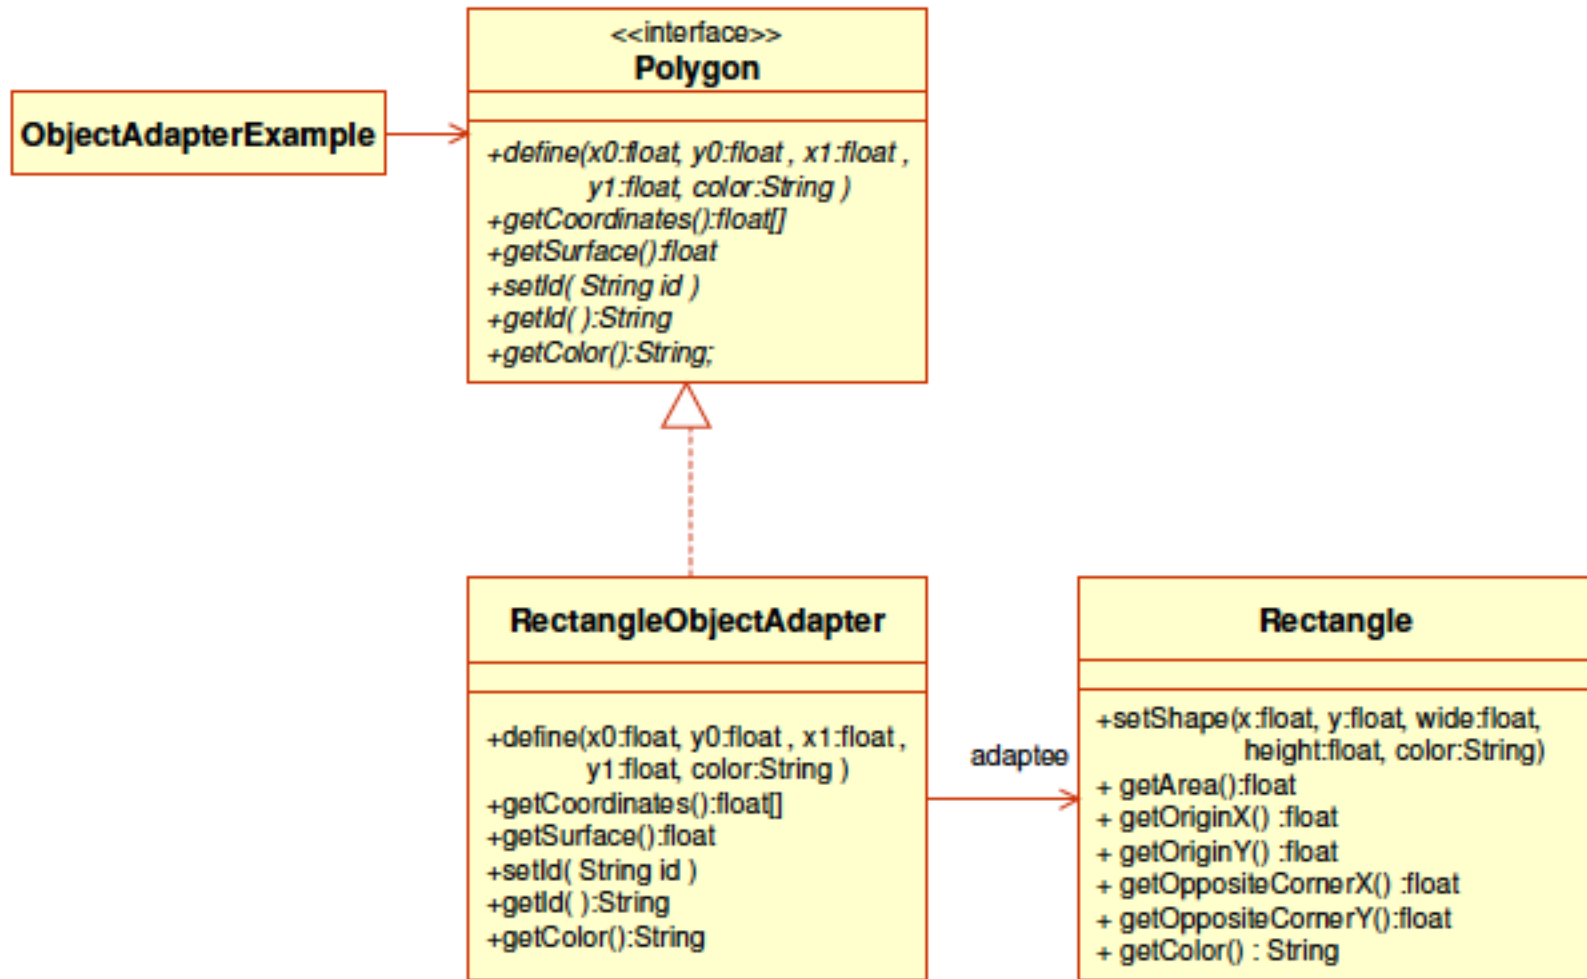 <<interface>>
Polygon
ObjectAdapterExample
+define(x0:float, y0:float , x1:float ,
y1:float, color:String )
+getCoordinates():float[]
+getSurface():float
+setId( String id )
+getId( ):String
+getColor():String;
RectangleObjectAdapter
+define(x0:float, y0:float , x1:float ,
y1:float, color:String )
+getCoordinates():float[]
+getSurface():float
+setId( String id )
+getId( ):String
+getColor():String
adaptee
Rectangle
+setShape(x:float, y:float, wide:float,
height:float, color:String)
+ getArea():float
+ getOriginX() :float
+ getOriginY() :float
+ getOppositeCornerX() :float
+ getOppositeCornerY():float
+ getColor() : String